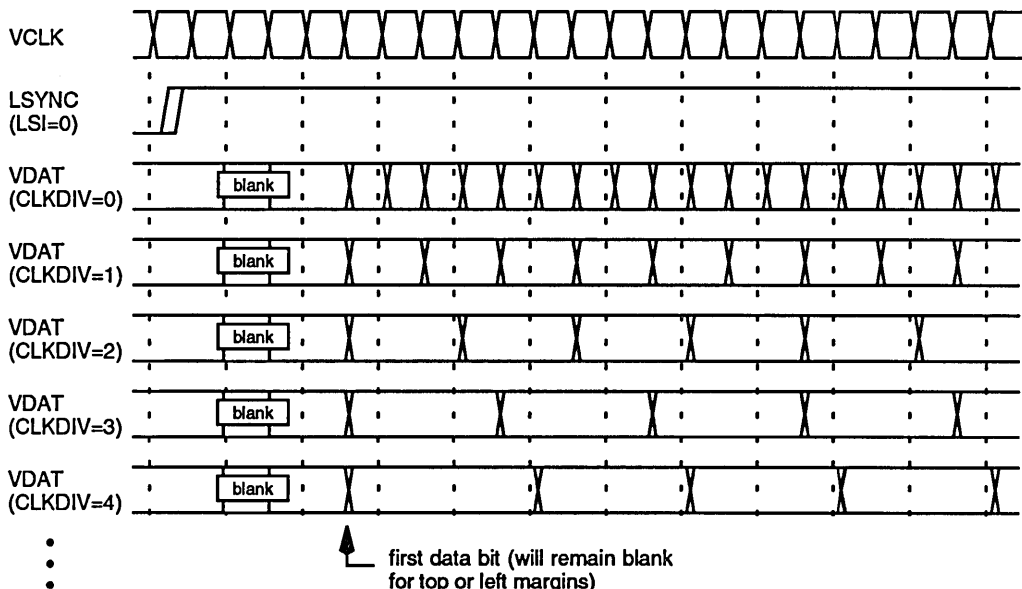 VCLK
LSYNC
(LSI=0)
VDAT
(CLKDIV=0)
blank
VDAT
(CLKDIV=1)
blank
VDAT
(CLKDIV=2)
blank
VDAT
(CLKDIV=3)
blank
VDAT
(CLKDIV=4)
blank
first data bit (will remain blank
for top or left margins)